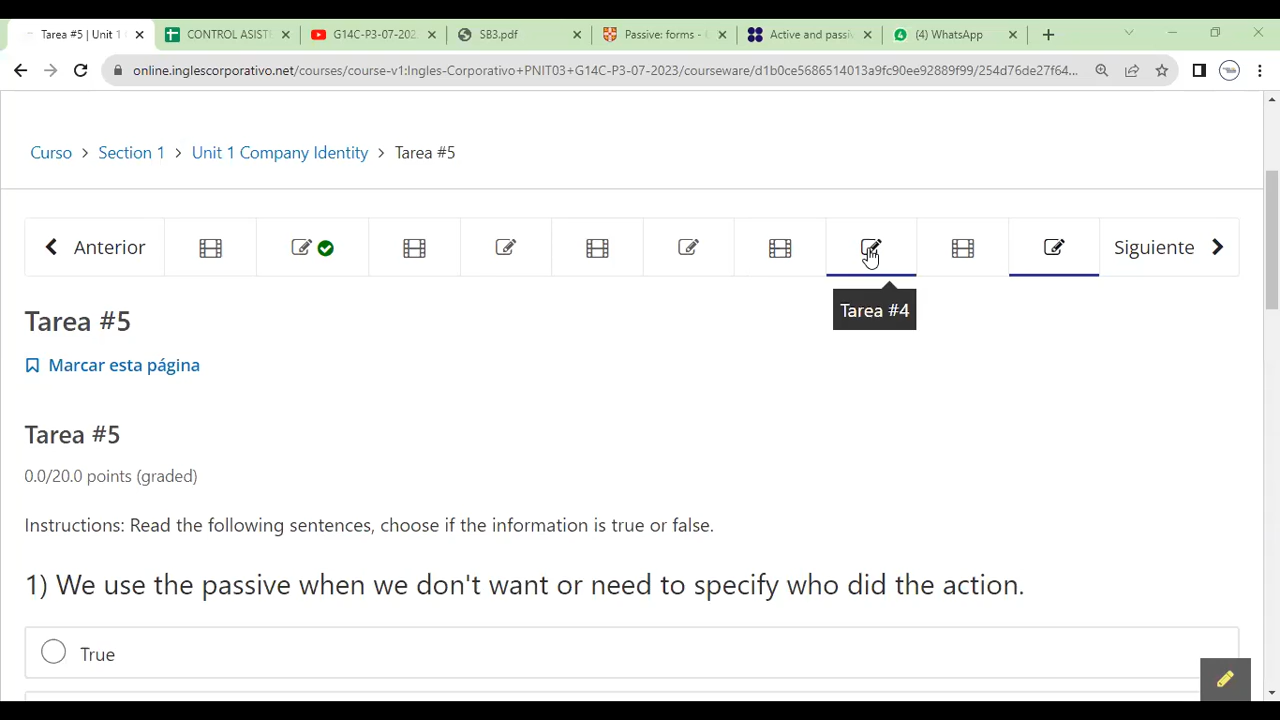 Tarea #5 | Unit 1
CONTROL ASIST
G14C-P3-07-202
SB3.pdf
Passive: forms -
Active and passiv
(4) WhatsApp
online.inglescorporativo.net/courses/course-v1:Ingles-Corporativo+PNIT03+G14C-P3-07-2023/courseware/d1b0ce5686514013a9fc90ee92889f99/254d76de27f64...
Curso > Section 1 > Unit 1 Company Identity > Tarea #5
Anterior
Siguiente
Tarea #4
Tarea #5
Marcar esta página
Tarea #5
0.0/20.0 points (graded)
Instructions: Read the following sentences, choose if the information is true or false.
1) We use the passive when we don't want or need to specify who did the action.
True